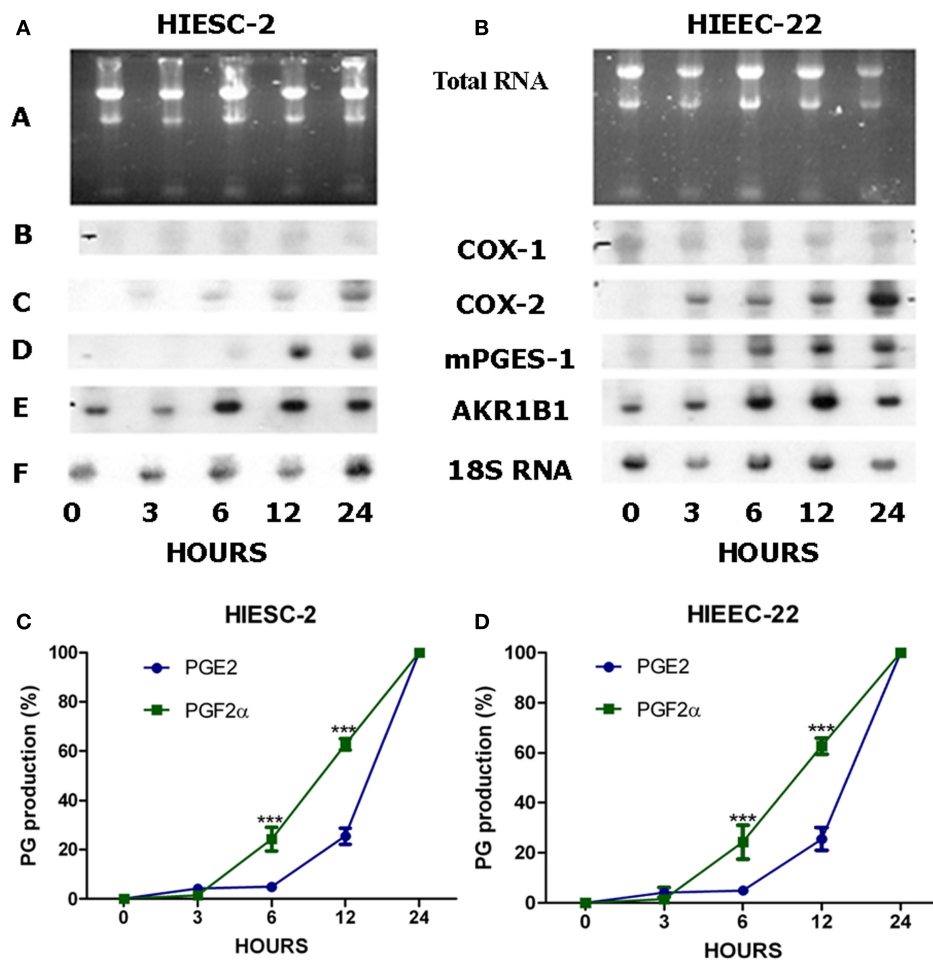 A
HIESC-2
B
HIEEC-22
Total RNA
A
B
COX-1
C
COX-2
D
mPGES-1
E
AKR1B1
F
18S RNA
0 3 6 12 24
HOURS
0 3 6 12 24
HOURS
C
HIESC-2
PG production (%)
100
80
60
40
20
0
PGE2
PGF2α
***
***
0 3 6 12 24
HOURS
D
HIEEC-22
PG production (%)
100
80
60
40
20
0
PGE2
PGF2α
***
***
0 3 6 12 24
HOURS